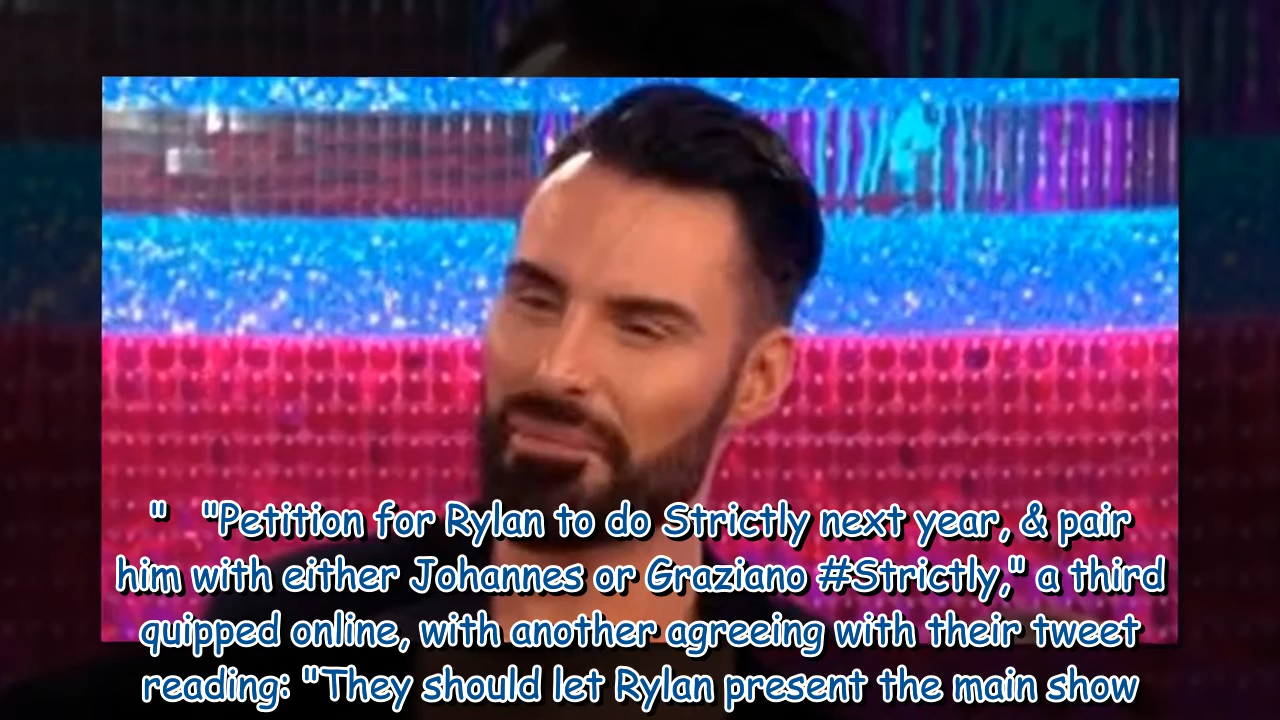 " "Petition for Rylan to do Strictly next year, & pair
him with either Johannes or Graziano #Strictly," a third
quipped online, with another agreeing with their tweet
reading: "They should let Rylan present the main show